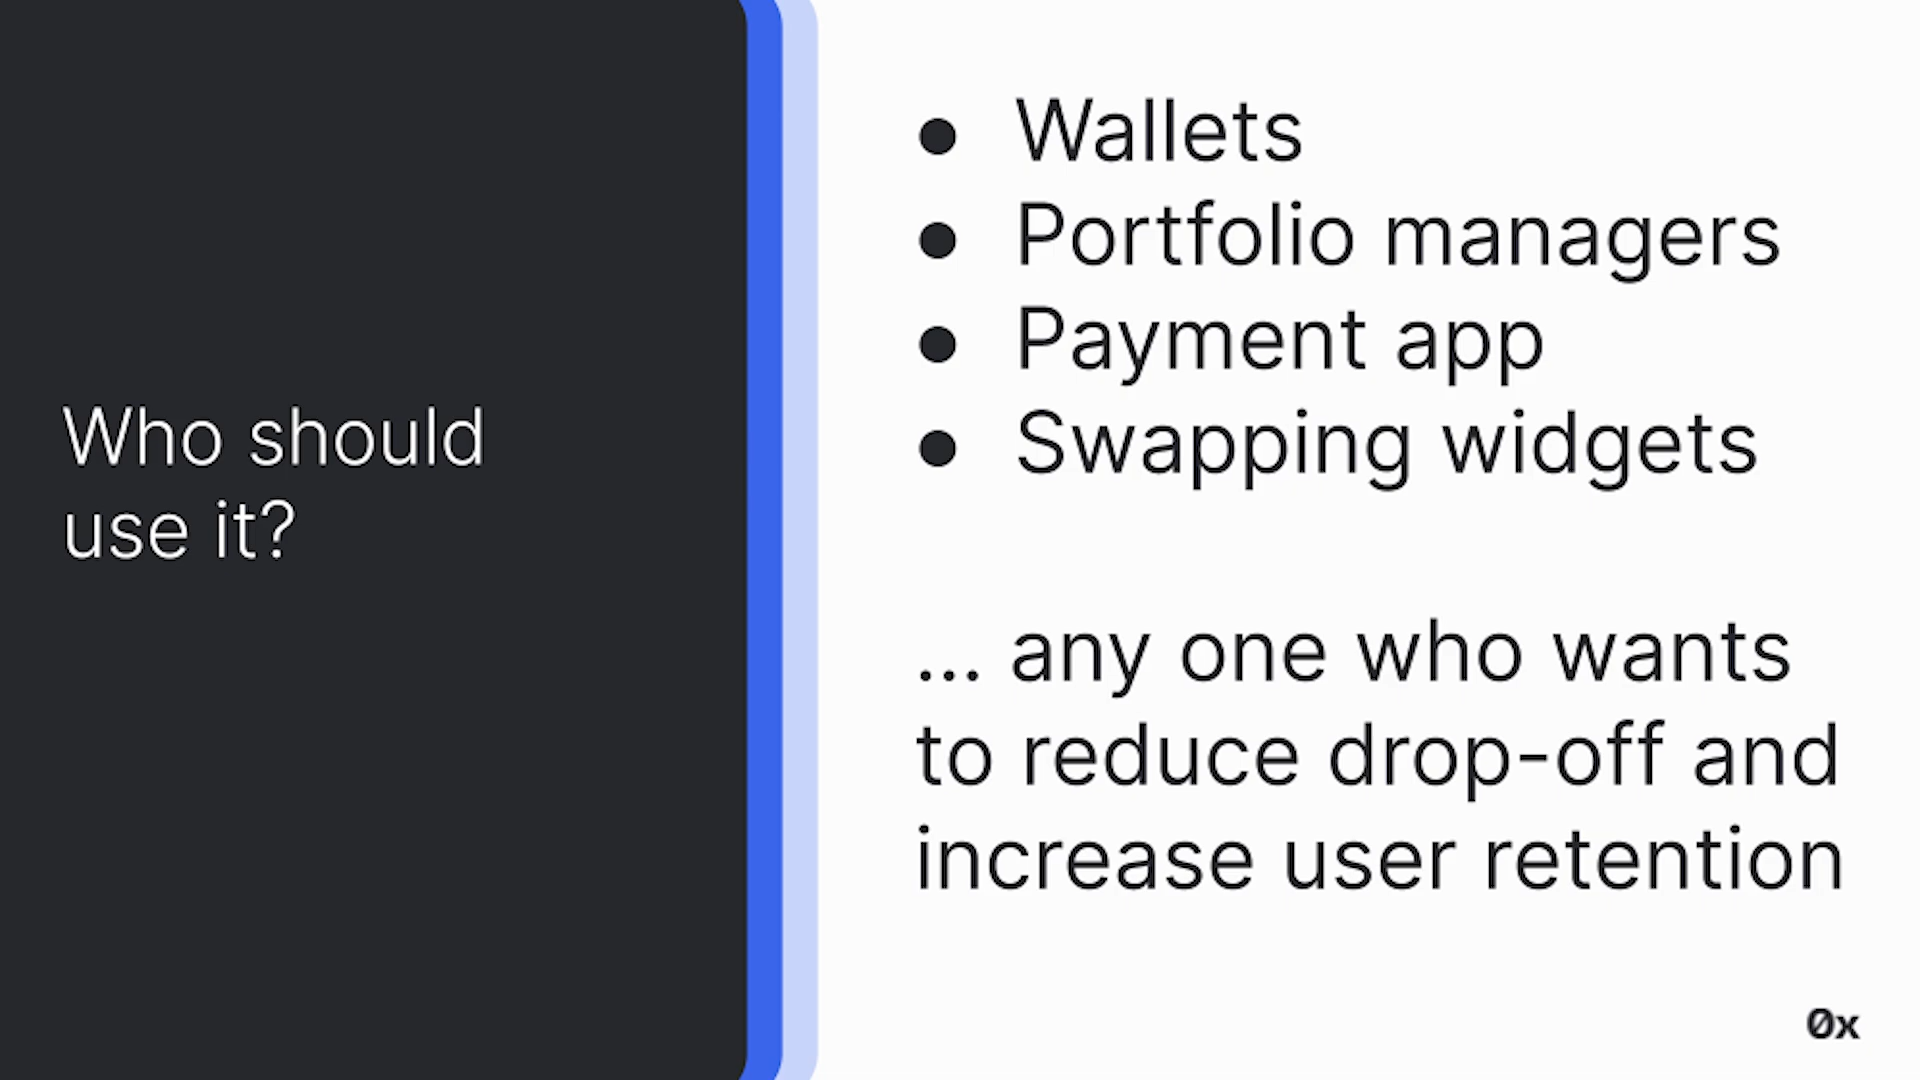 Who should
use it?
● Wallets
● Portfolio managers
● Payment app
● Swapping widgets
... any one who wants
to reduce drop-off and
increase user retention
0x